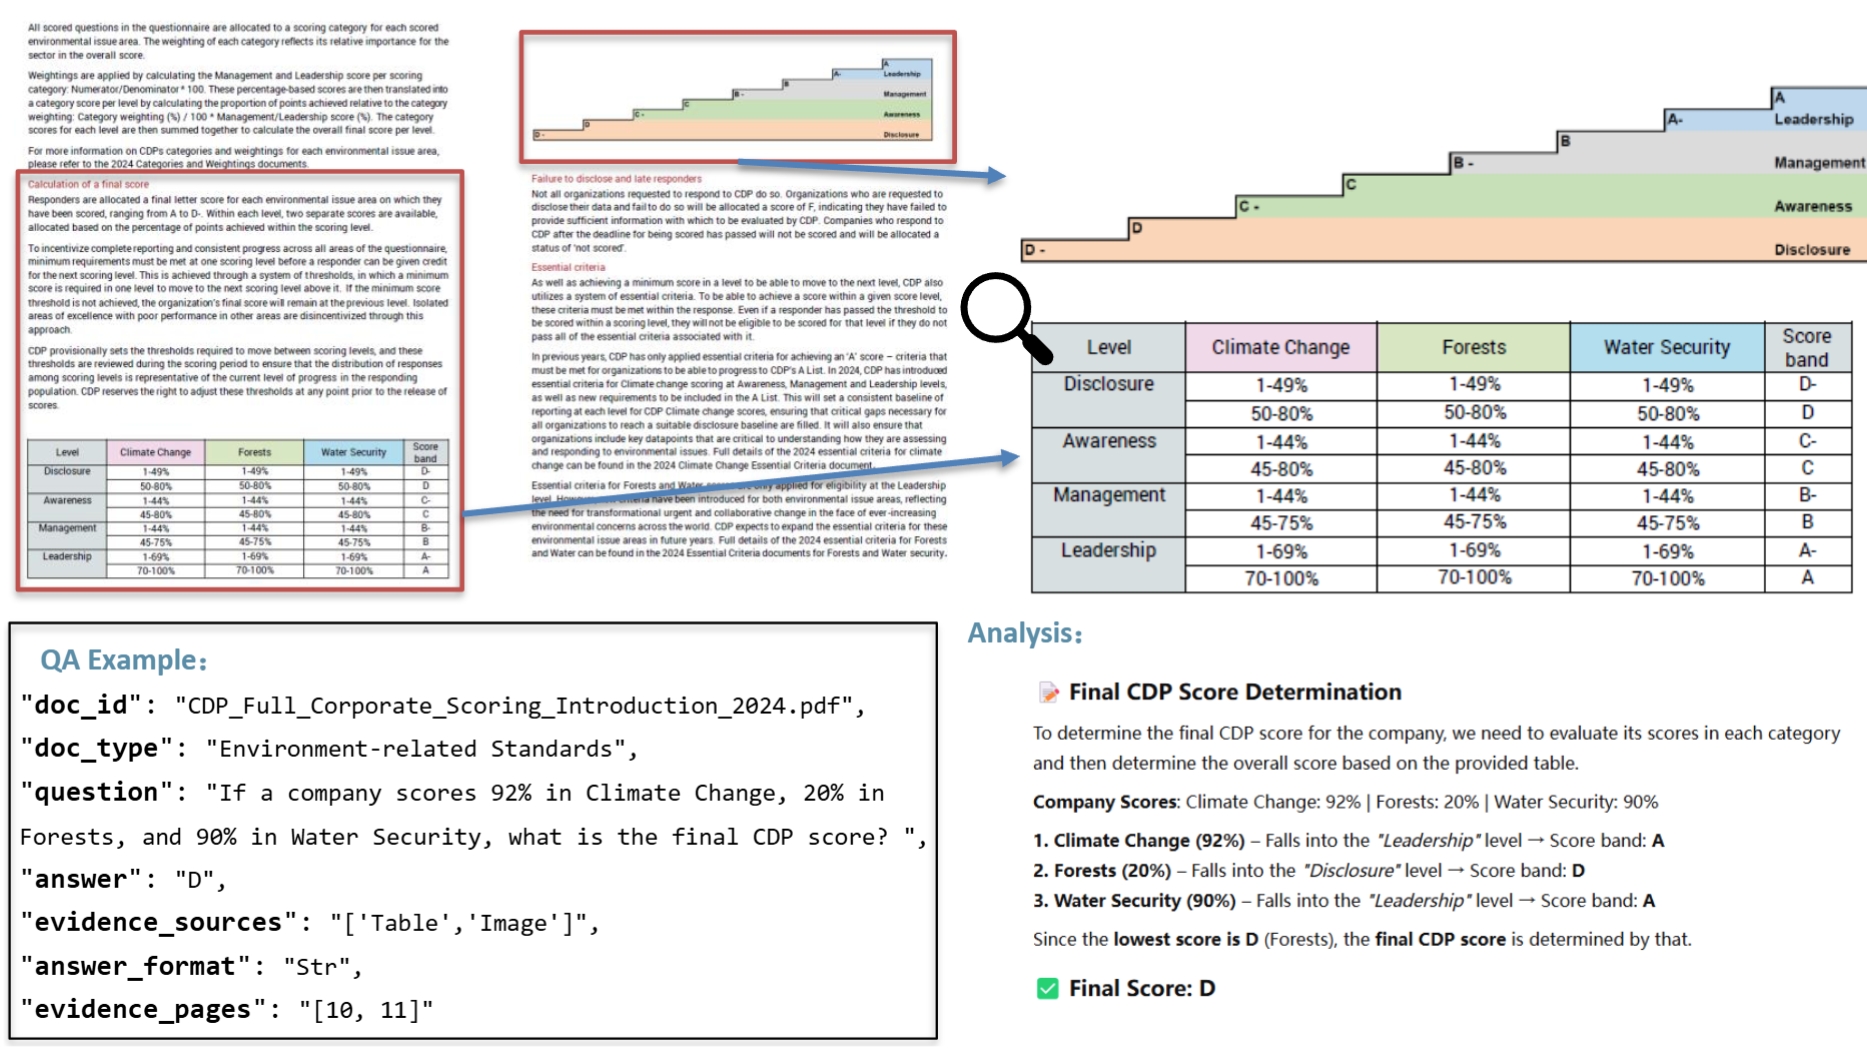 All scored questions in the questionnaire are allocated to a scoring category for each scored
environmental issue area. The weighting of each category reflects its relative importance for the
sector in the overall score.
Weightings are applied by calculating the Management and Leadership score per scoring
category: Numerator/Denominator * 100. These percentage-based scores are then translated into
a category score per level by calculating the proportion of points achieved relative to the category
weighting: Category weighting (%) / 100 * Management/Leadership score (%). The category
scores for each level are then summed together to calculate the overall final score per level.
For more information on CDPs categories and weightings for each environmental issue area,
please refer to the 2024 Categories and Weightings documents.
Calculation of a final score
Responders are allocated a final letter score for each environmental issue area on which they
have been scored, ranging from A to D-. Within each level, two separate scores are available,
allocated based on the percentage of points achieved within the scoring level.
To incentivize complete reporting and consistent progress across all areas of the questionnaire,
minimum requirements must be met at one scoring level before a responder can be given credit
for the next scoring level. This is achieved through a system of thresholds, in which a minimum
score is required in one level to move to the next scoring level above it. If the minimum score
threshold is not achieved, the organization's final score will remain at the previous level. Isolated
areas of excellence with poor performance in other areas are disincentivized through this
approach.
CDP provisionally sets the thresholds required to move between scoring levels, and these
thresholds are reviewed during the scoring period to ensure that the distribution of responses
among scoring levels is representative of the current level of progress in the responding
population. CDP reserves the right to adjust these thresholds at any point prior to the release of
scores.
Level Climate Change Forests Water Security Score band
Disclosure 1-49% 1-49% 1-49% D-
50-80% 50-80% 50-80% D
Awareness 1-44% 1-44% 1-44% C-
45-80% 45-80% 45-80% C
Management 1-44% 1-44% 1-44% B-
45-75% 45-75% 45-75% B
Leadership 1-69% 1-69% 1-69% A-
70-100% 70-100% 70-100% A
A
A- Leadership
B
B - Management
C
C - Awareness
D
D - Disclosure
Failure to disclose and late responders
Not all organizations requested to respond to CDP do so. Organizations who are requested to
disclose their data and fail to do so will be allocated a score of F, indicating they have failed to
provide sufficient information with which to be evaluated by CDP. Companies who respond to
CDP after the deadline for being scored has passed will not be scored and will be allocated a
status of 'not scored'.
Essential criteria
As well as achieving a minimum score in a level to be able to move to the next level, CDP also
utilizes a system of essential criteria. To be able to achieve a score within a given score level,
these criteria must be met within the response. Even if a responder has passed the threshold to
be scored within a scoring level, they will not be eligible to be scored for that level if they do not
pass all of the essential criteria associated with it.
In previous years, CDP has only applied essential criteria for achieving an 'A' score – criteria that
must be met for organizations to be able to progress to CDP's A List. In 2024, CDP has introduced
essential criteria for Climate change scoring at Awareness, Management and Leadership levels,
as well as new requirements to be included in the A List. This will set a consistent baseline of
reporting at each level for CDP Climate change scores, ensuring that critical gaps necessary for
all organizations to reach a suitable disclosure baseline are filled. It will also ensure that
organizations include key datapoints that are critical to understanding how they are assessing
and responding to environmental issues. Full details of the 2024 essential criteria for climate
change can be found in the 2024 Climate Change Essential Criteria document.
Essential criteria for Forests and Water only applied for eligibility at the Leadership
level. have been introduced for both environmental issue areas, reflecting
the need for transformational urgent and collaborative change in the face of ever-increasing
environmental concerns across the world. CDP expects to expand the essential criteria for these
environmental issue areas in future years. Full details of the 2024 essential criteria for Forests
and Water can be found in the 2024 Essential Criteria documents for Forests and Water security.
A
Leadership
A-
B
Management
B -
C
Awareness
C -
D
Disclosure
D -
Level Climate Change Forests Water Security Score band
Disclosure 1-49% 1-49% 1-49% D-
50-80% 50-80% 50-80% D
Awareness 1-44% 1-44% 1-44% C-
45-80% 45-80% 45-80% C
Management 1-44% 1-44% 1-44% B-
45-75% 45-75% 45-75% B
Leadership 1-69% 1-69% 1-69% A-
70-100% 70-100% 70-100% A
QA Example：
"doc_id": "CDP_Full_Corporate_Scoring_Introduction_2024.pdf",
"doc_type": "Environment-related Standards",
"question": "If a company scores 92% in Climate Change, 20% in
Forests, and 90% in Water Security, what is the final CDP score? ",
"answer": "D",
"evidence_sources": "['Table','Image']",
"answer_format": "Str",
"evidence_pages": "[10, 11]"
Analysis：
Final CDP Score Determination
To determine the final CDP score for the company, we need to evaluate its scores in each category
and then determine the overall score based on the provided table.
Company Scores: Climate Change: 92% | Forests: 20% | Water Security: 90%
1. Climate Change (92%) – Falls into the "Leadership" level → Score band: A
2. Forests (20%) – Falls into the "Disclosure" level → Score band: D
3. Water Security (90%) – Falls into the "Leadership" level → Score band: A
Since the lowest score is D (Forests), the final CDP score is determined by that.
Final Score: D